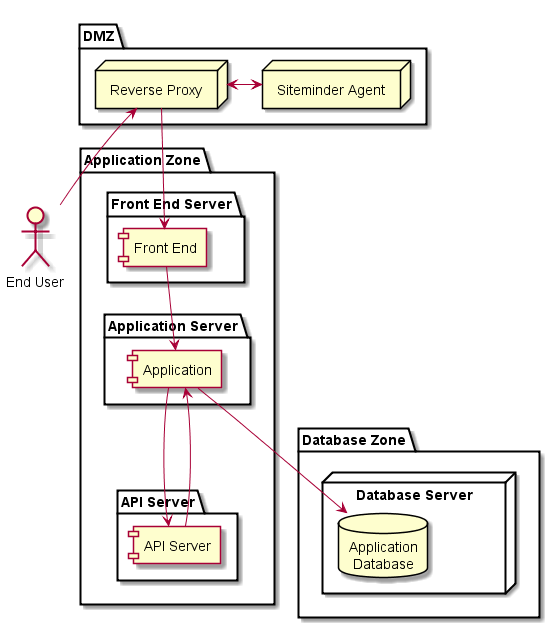 DMZ
Reverse Proxy
Siteminder Agent
Application Zone
Front End Server
Front End
End User
Application Server
Application
Database Zone
Database Server
API Server
API Server
Application
Database